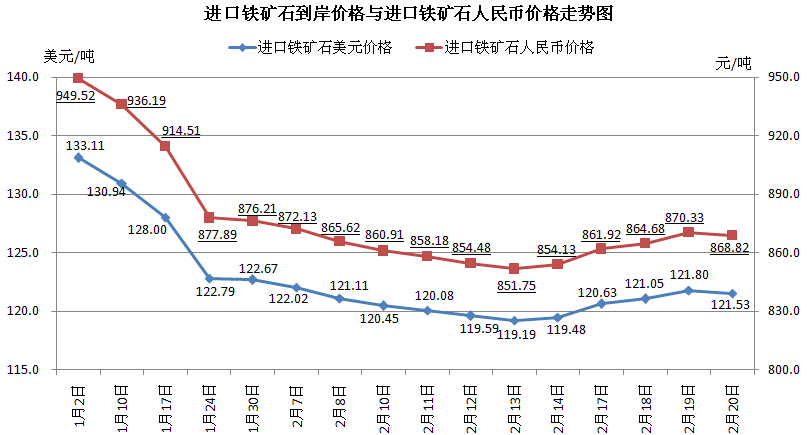 进口铁矿石到岸价格与进口铁矿石人民币价格走势图
美元/吨
进口铁矿石美元价格
进口铁矿石人民币价格
元/吨
140.0
135.0
130.0
125.0
120.0
115.0
949.52
936.19
914.51
877.89
876.21
872.13
865.62
860.91
858.18
854.48
851.75
854.13
861.92
864.68
870.33
868.82
133.11
130.94
128.00
122.79
122.67
122.02
121.11
120.45
120.08
119.59
119.19
119.48
120.63
121.05
121.80
121.53
950.0
920.0
890.0
860.0
830.0
800.0
1月2日
1月10日
1月17日
1月24日
1月30日
2月7日
2月8日
2月10日
2月11日
2月12日
2月13日
2月14日
2月17日
2月18日
2月19日
2月20日